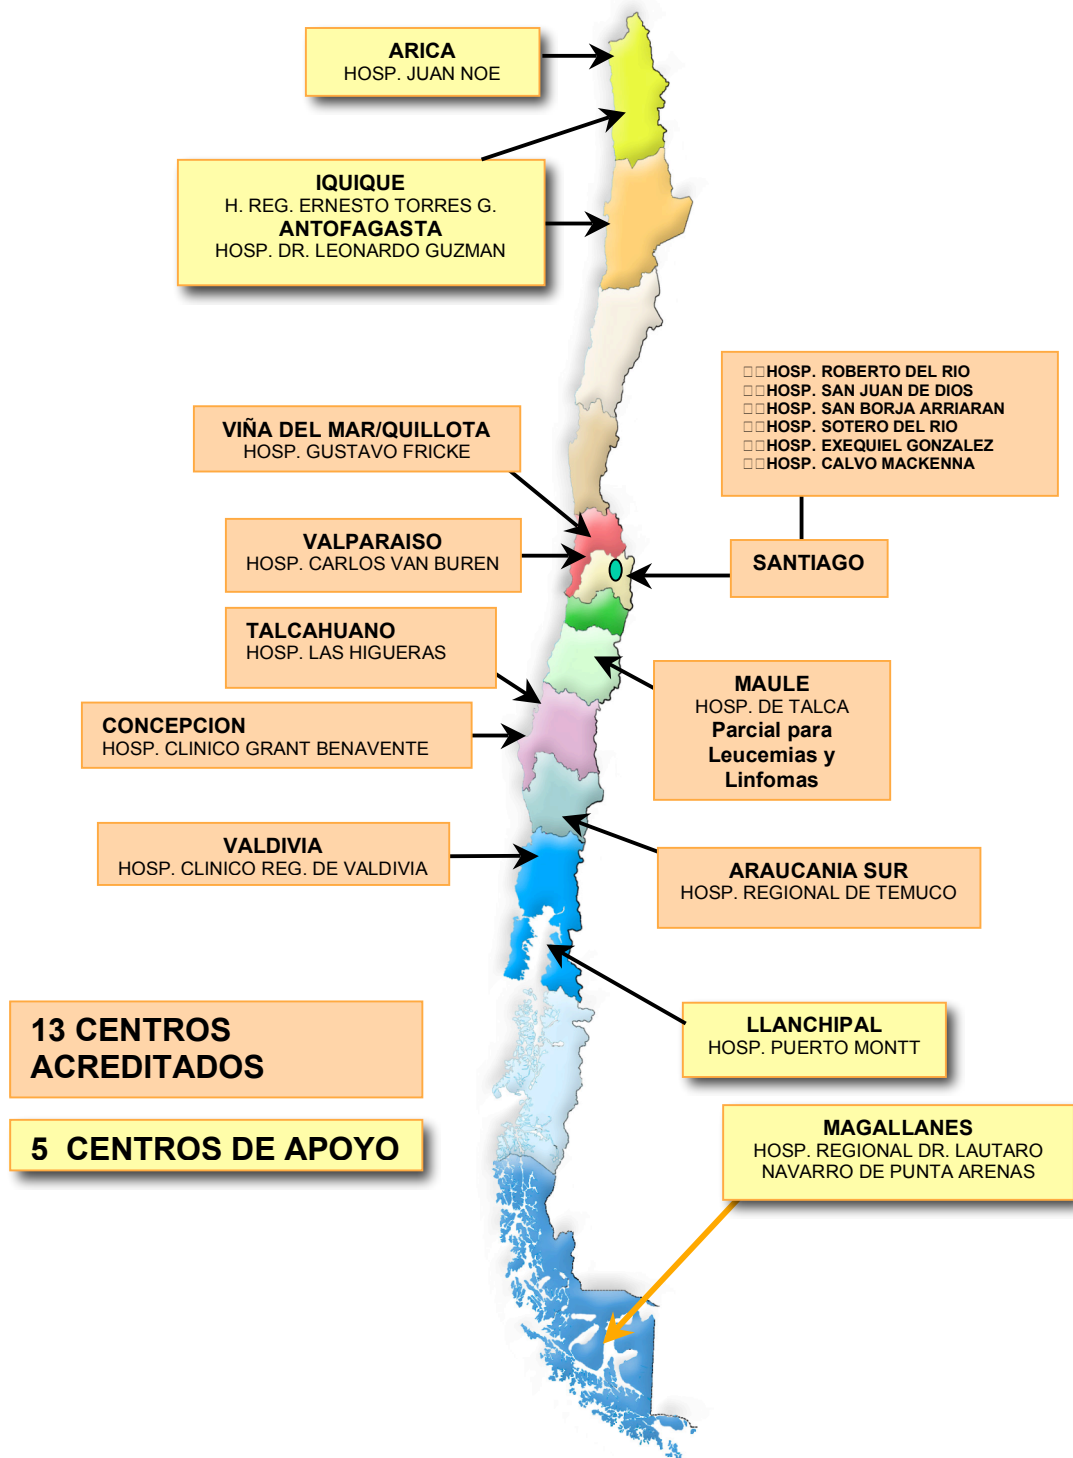 ARICA
HOSP. JUAN NOE
IQUIQUE
H. REG. ERNESTO TORRES G.
ANTOFAGASTA
HOSP. DR. LEONARDO GUZMAN
HOSP. ROBERTO DEL RIO
HOSP. SAN JUAN DE DIOS
HOSP. SAN BORJA ARRIARAN
HOSP. SOTERO DEL RIO
HOSP. EXEQUIEL GONZALEZ
HOSP. CALVO MACKENNA
VIÑA DEL MAR/QUILLOTA
HOSP. GUSTAVO FRICKE
VALPARAISO
HOSP. CARLOS VAN BUREN
SANTIAGO
TALCAHUANO
HOSP. LAS HIGUERAS
MAULE
HOSP. DE TALCA
Parcial para
Leucemias y
Linfomas
CONCEPCION
HOSP. CLINICO GRANT BENAVENTE
VALDIVIA
HOSP. CLINICO REG. DE VALDIVIA
ARAUCANIA SUR
HOSP. REGIONAL DE TEMUCO
13 CENTROS
ACREDITADOS
LLANCHIPAL
HOSP. PUERTO MONTT
5 CENTROS DE APOYO
MAGALLANES
HOSP. REGIONAL DR. LAUTARO
NAVARRO DE PUNTA ARENAS